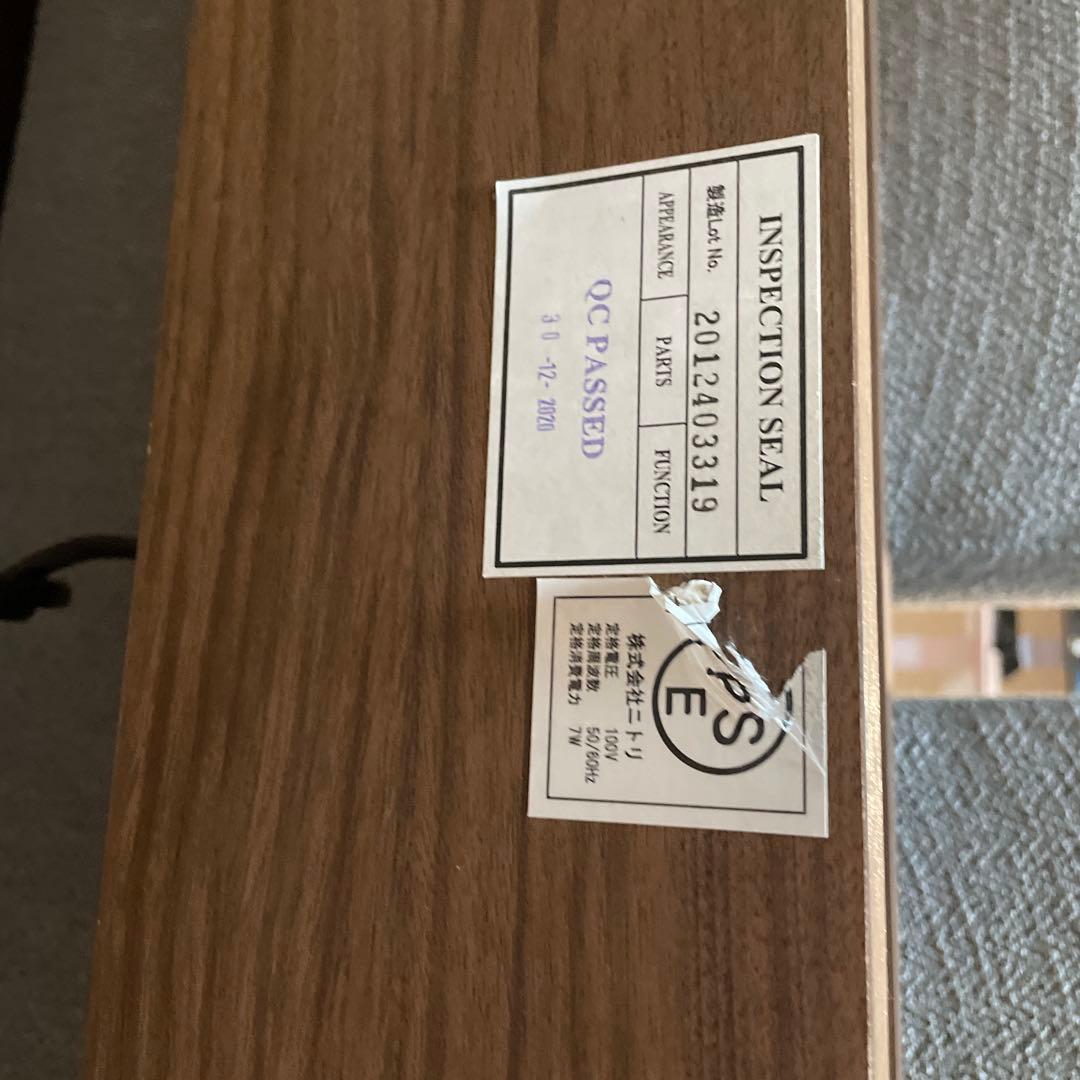 INSPECTION SEAL
製造Lot No. 2012403319
APPEARANCE PARTS FUNCTION
QC PASSED
30-12-2020
PS
E
株式会社ニトリ
定格電圧 100V
定格周波数 50/60Hz
定格消費電力 7W